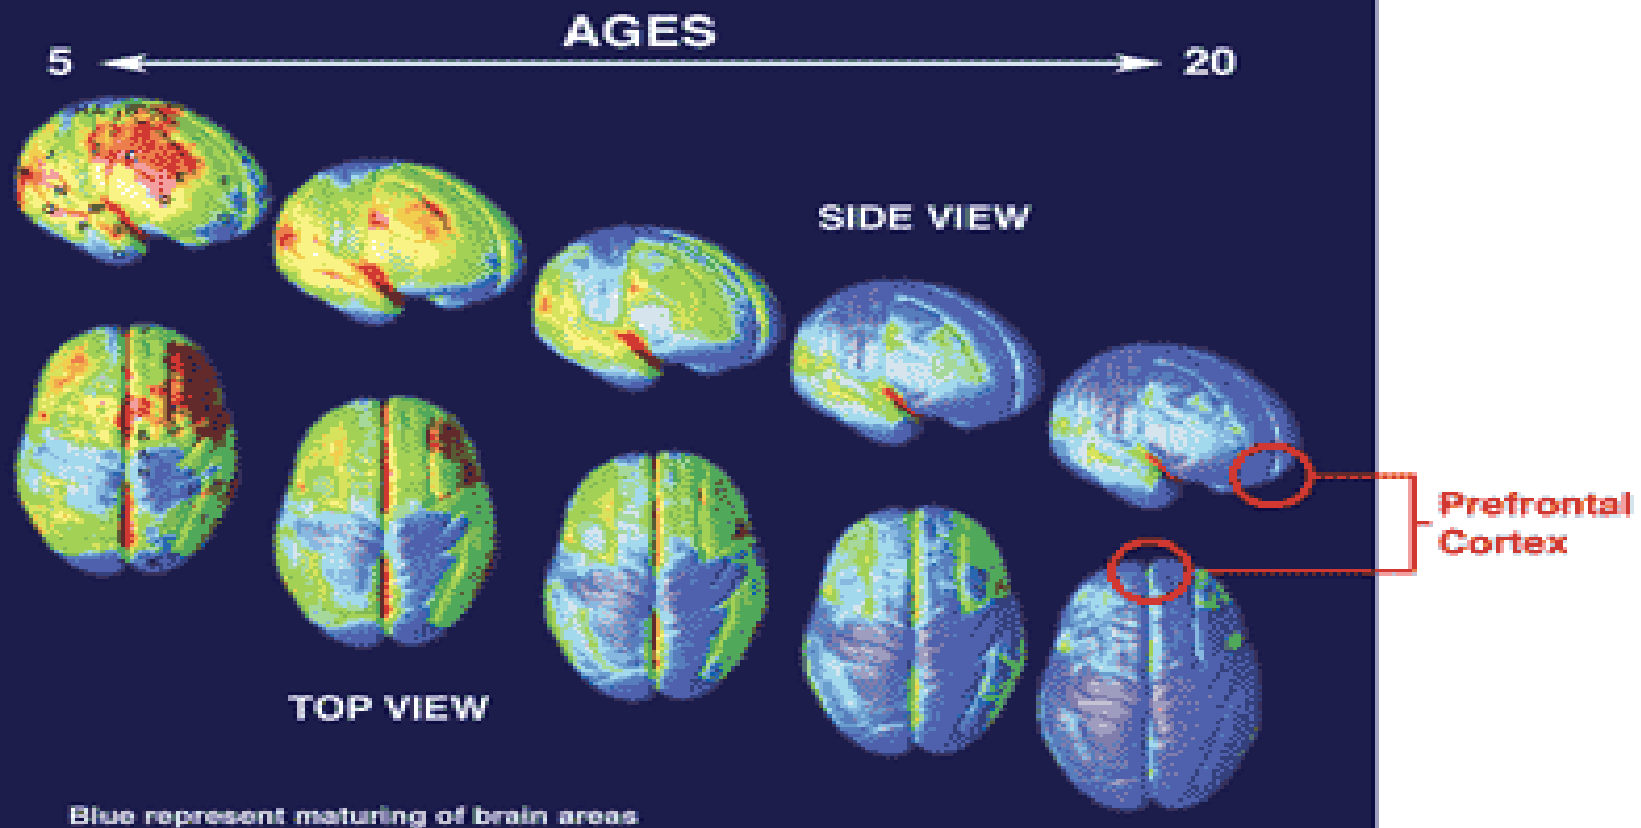 AGES
5
20
SIDE VIEW
Prefrontal
Cortex
TOP VIEW
Blue represent maturing of brain areas